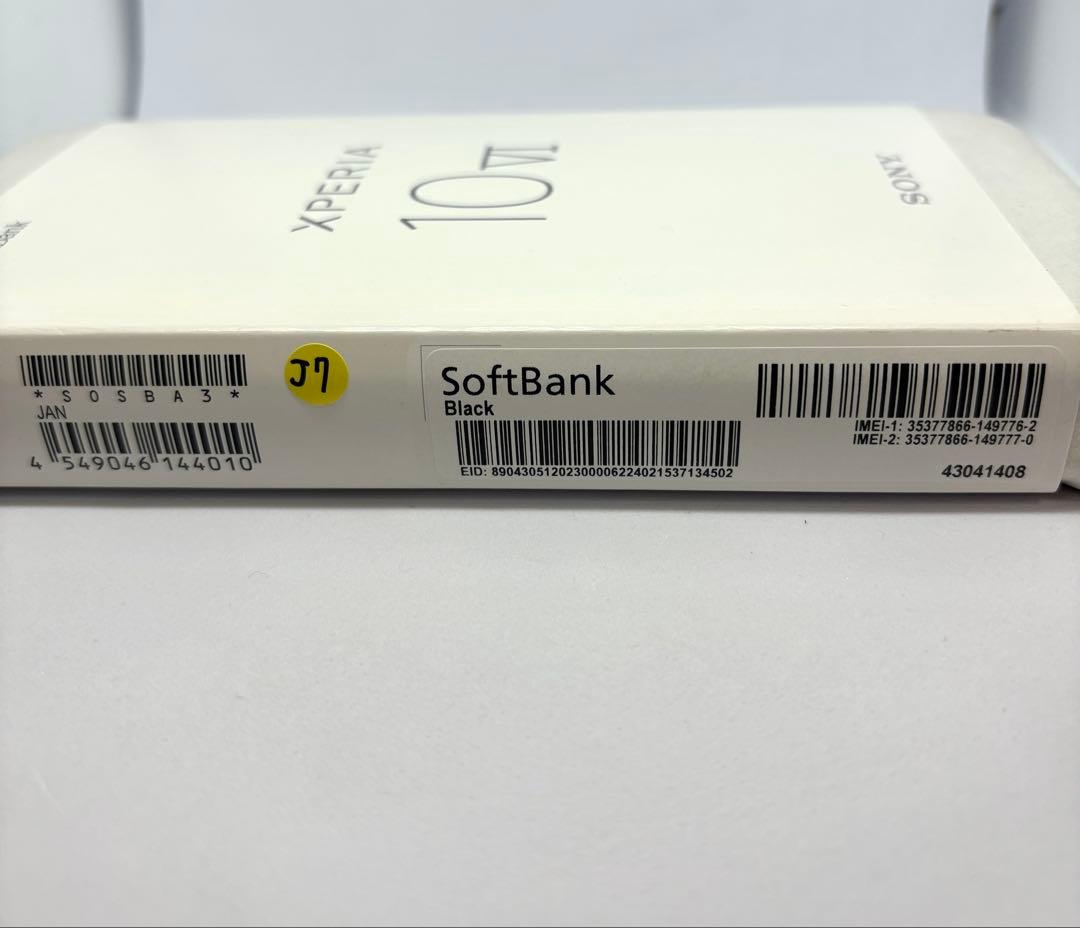 XPERIA
10 VI
SONY
* S O S B A 3 *
JAN
4 549046 144010
J7
SoftBank
Black
EID: 89043051202300006224021537134502
IMEI-1: 35377866-149776-2
IMEI-2: 35377866-149777-0
43041408